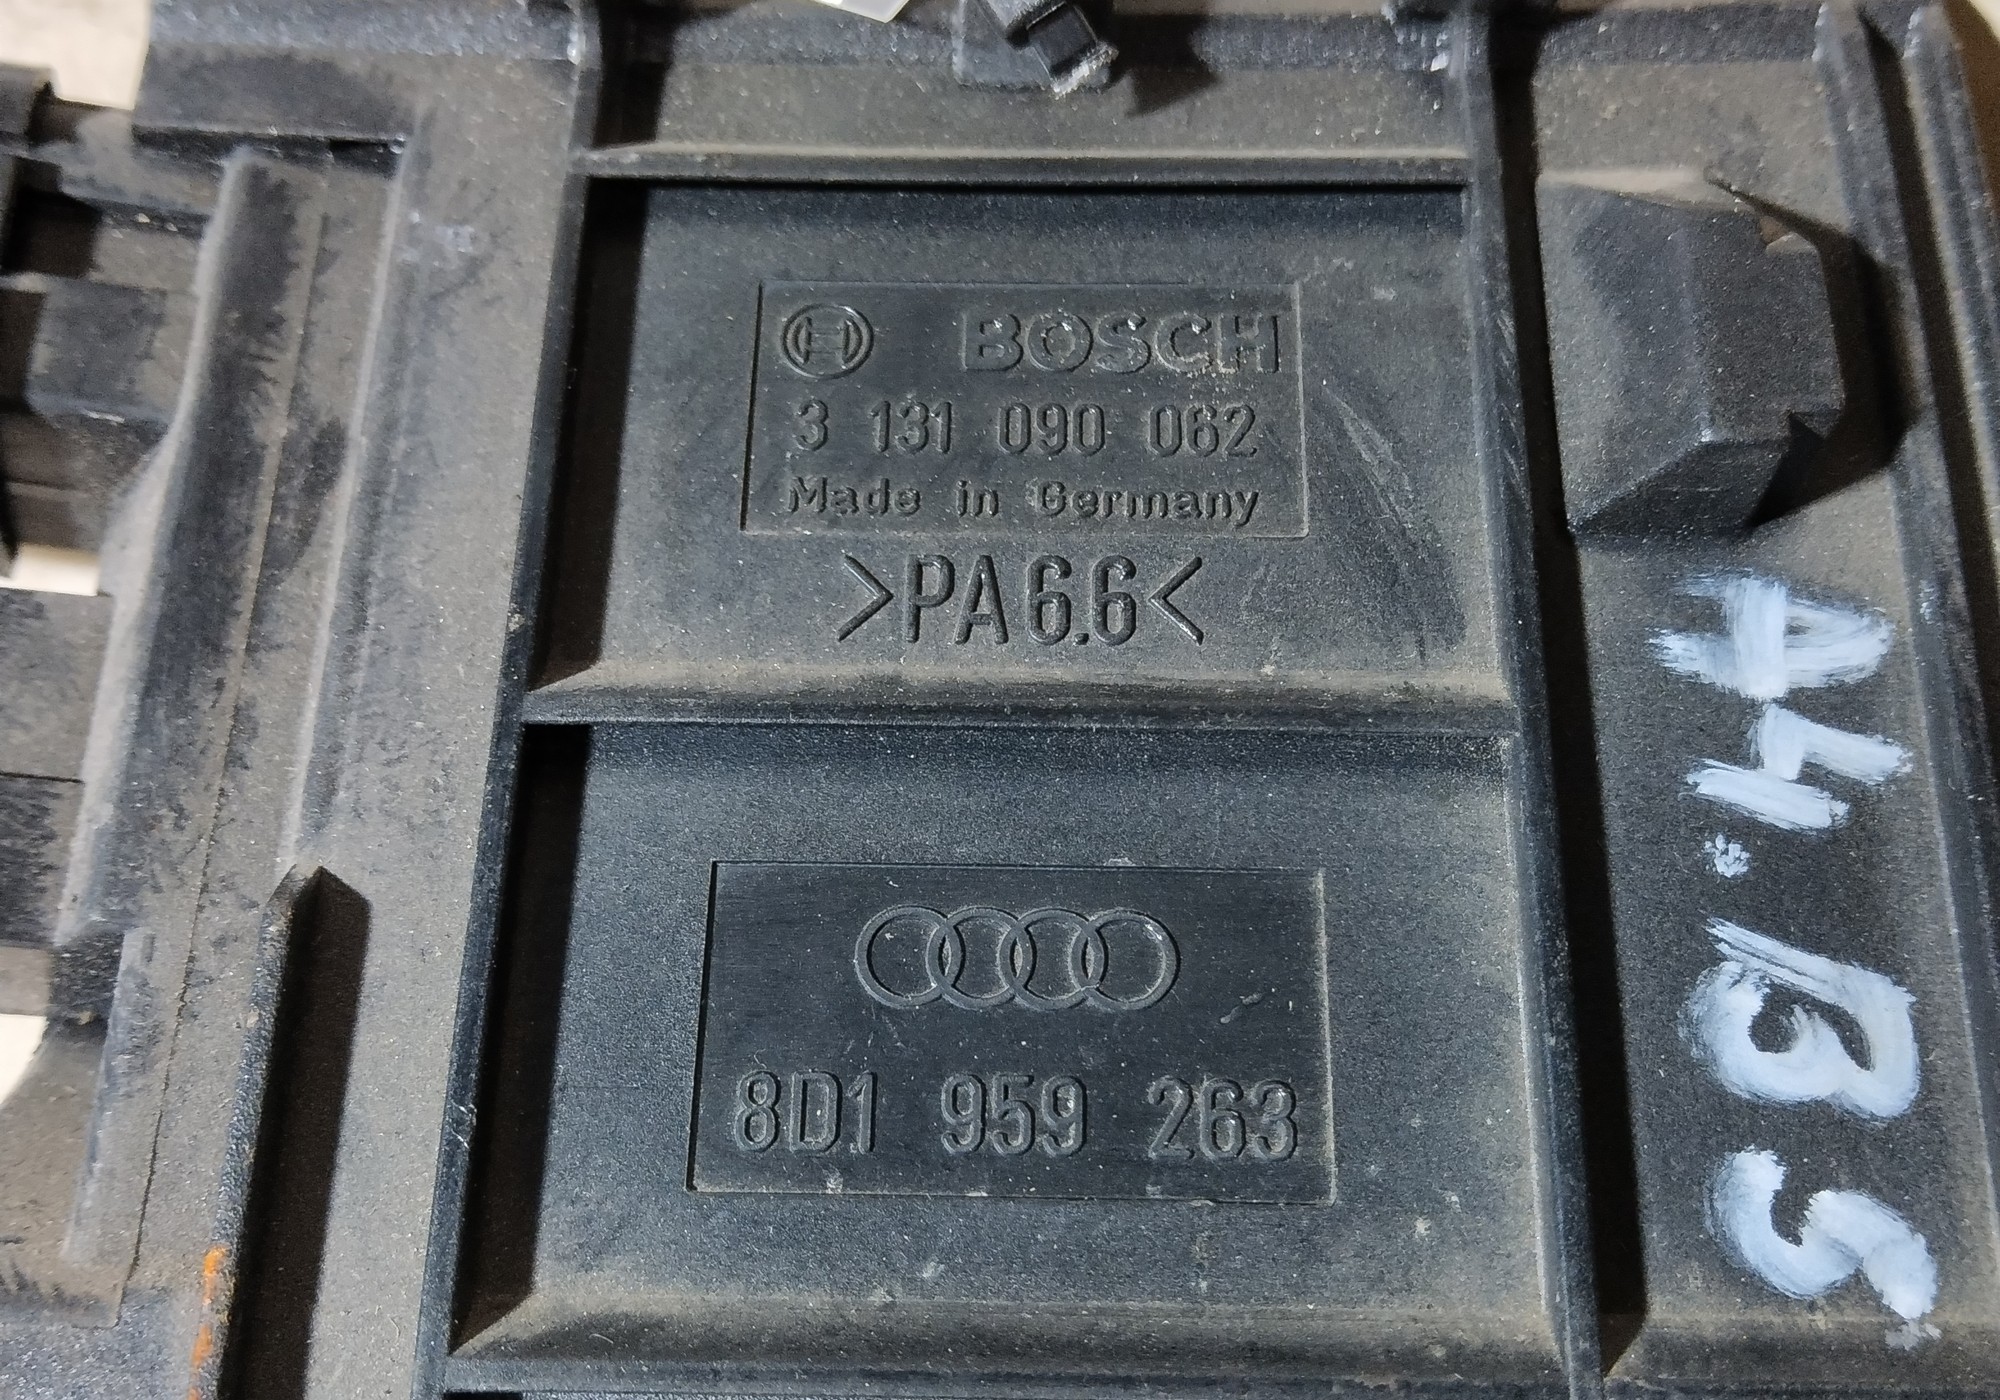 BOSCH
3 131 090 062
Made in Germany
>PA6.6<
8D1 959 263
A4. B5